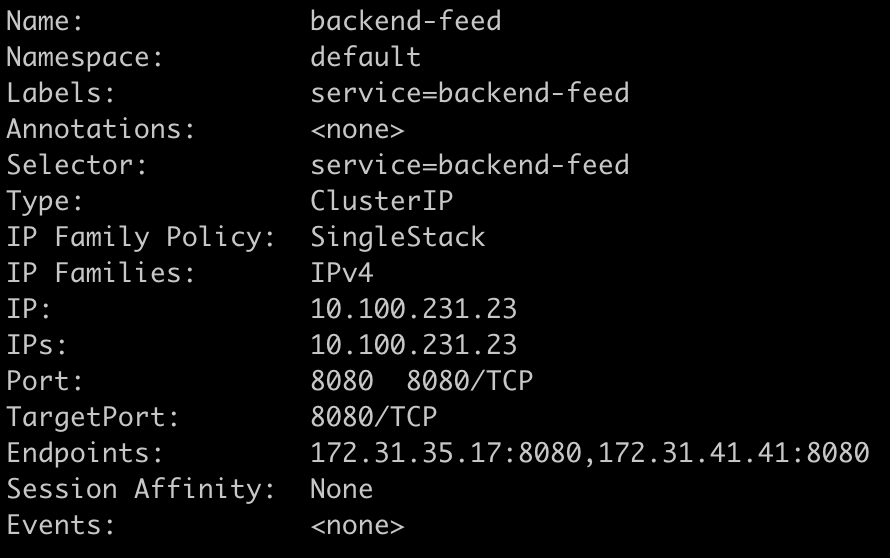 Name:              backend-feed
Namespace:         default
Labels:            service=backend-feed
Annotations:       <none>
Selector:          service=backend-feed
Type:              ClusterIP
IP Family Policy:  SingleStack
IP Families:       IPv4
IP:                10.100.231.23
IPs:               10.100.231.23
Port:              8080  8080/TCP
TargetPort:        8080/TCP
Endpoints:         172.31.35.17:8080,172.31.41.41:8080
Session Affinity:  None
Events:            <none>